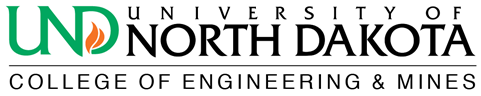 UND UNIVERSITY OF
NORTH DAKOTA
COLLEGE OF ENGINEERING & MINES